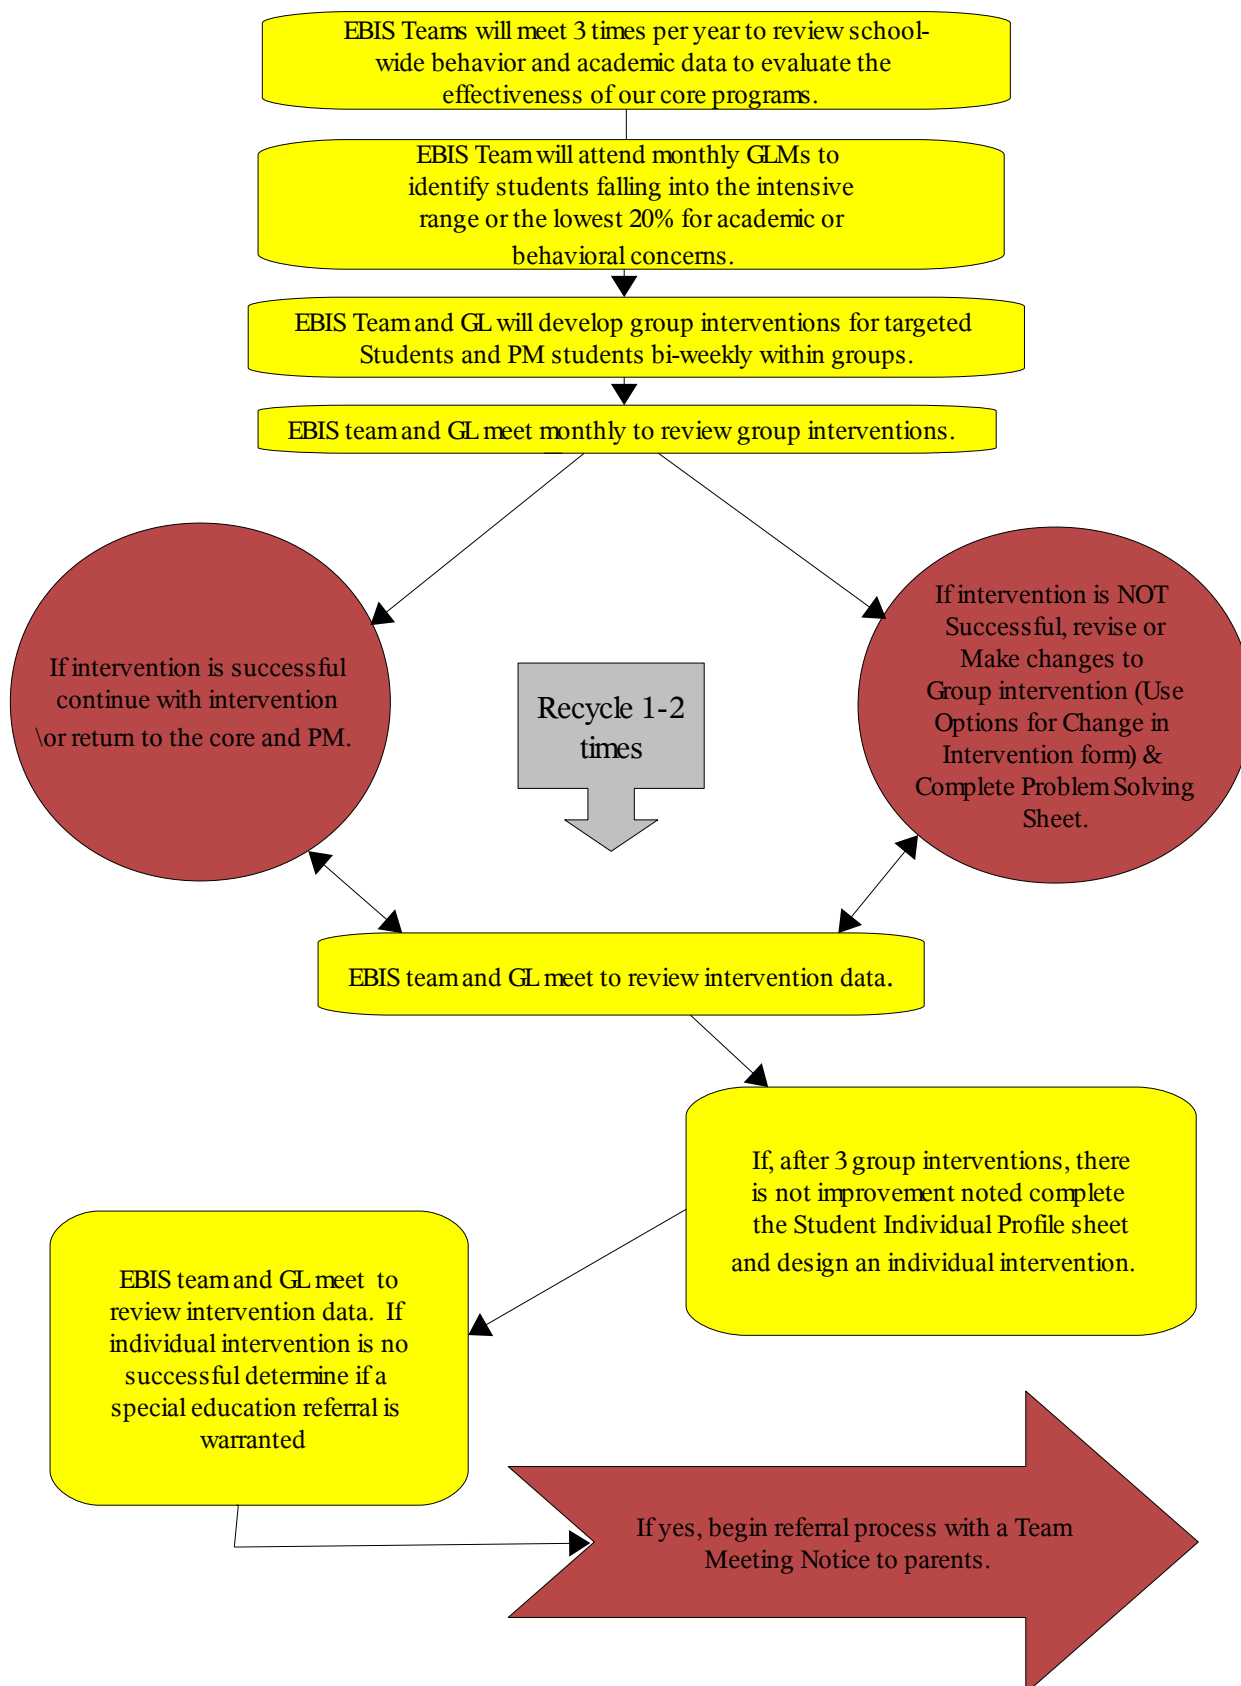 EBIS Teams will meet 3 times per year to review school-
wide behavior and academic data to evaluate the
effectiveness of our core programs.
EBIS Team will attend monthly GLMs to
identify students falling into the intensive
range or the lowest 20% for academic or
behavioral concerns.
EBIS Team and GL will develop group interventions for targeted
Students and PM students bi-weekly within groups.
EBIS team and GL meet monthly to review group interventions.
If intervention is successful
continue with intervention
\or return to the core and PM.
Recycle 1-2
times
If intervention is NOT
Successful, revise or
Make changes to
Group intervention (Use
Options for Change in
Intervention form) &
Complete Problem Solving
Sheet.
EBIS team and GL meet to review intervention data.
If, after 3 group interventions, there
is not improvement noted complete
the Student Individual Profile sheet
and design an individual intervention.
EBIS team and GL meet to
review intervention data. If
individual intervention is no
successful determine if a
special education referral is
warranted
If yes, begin referral process with a Team
Meeting Notice to parents.